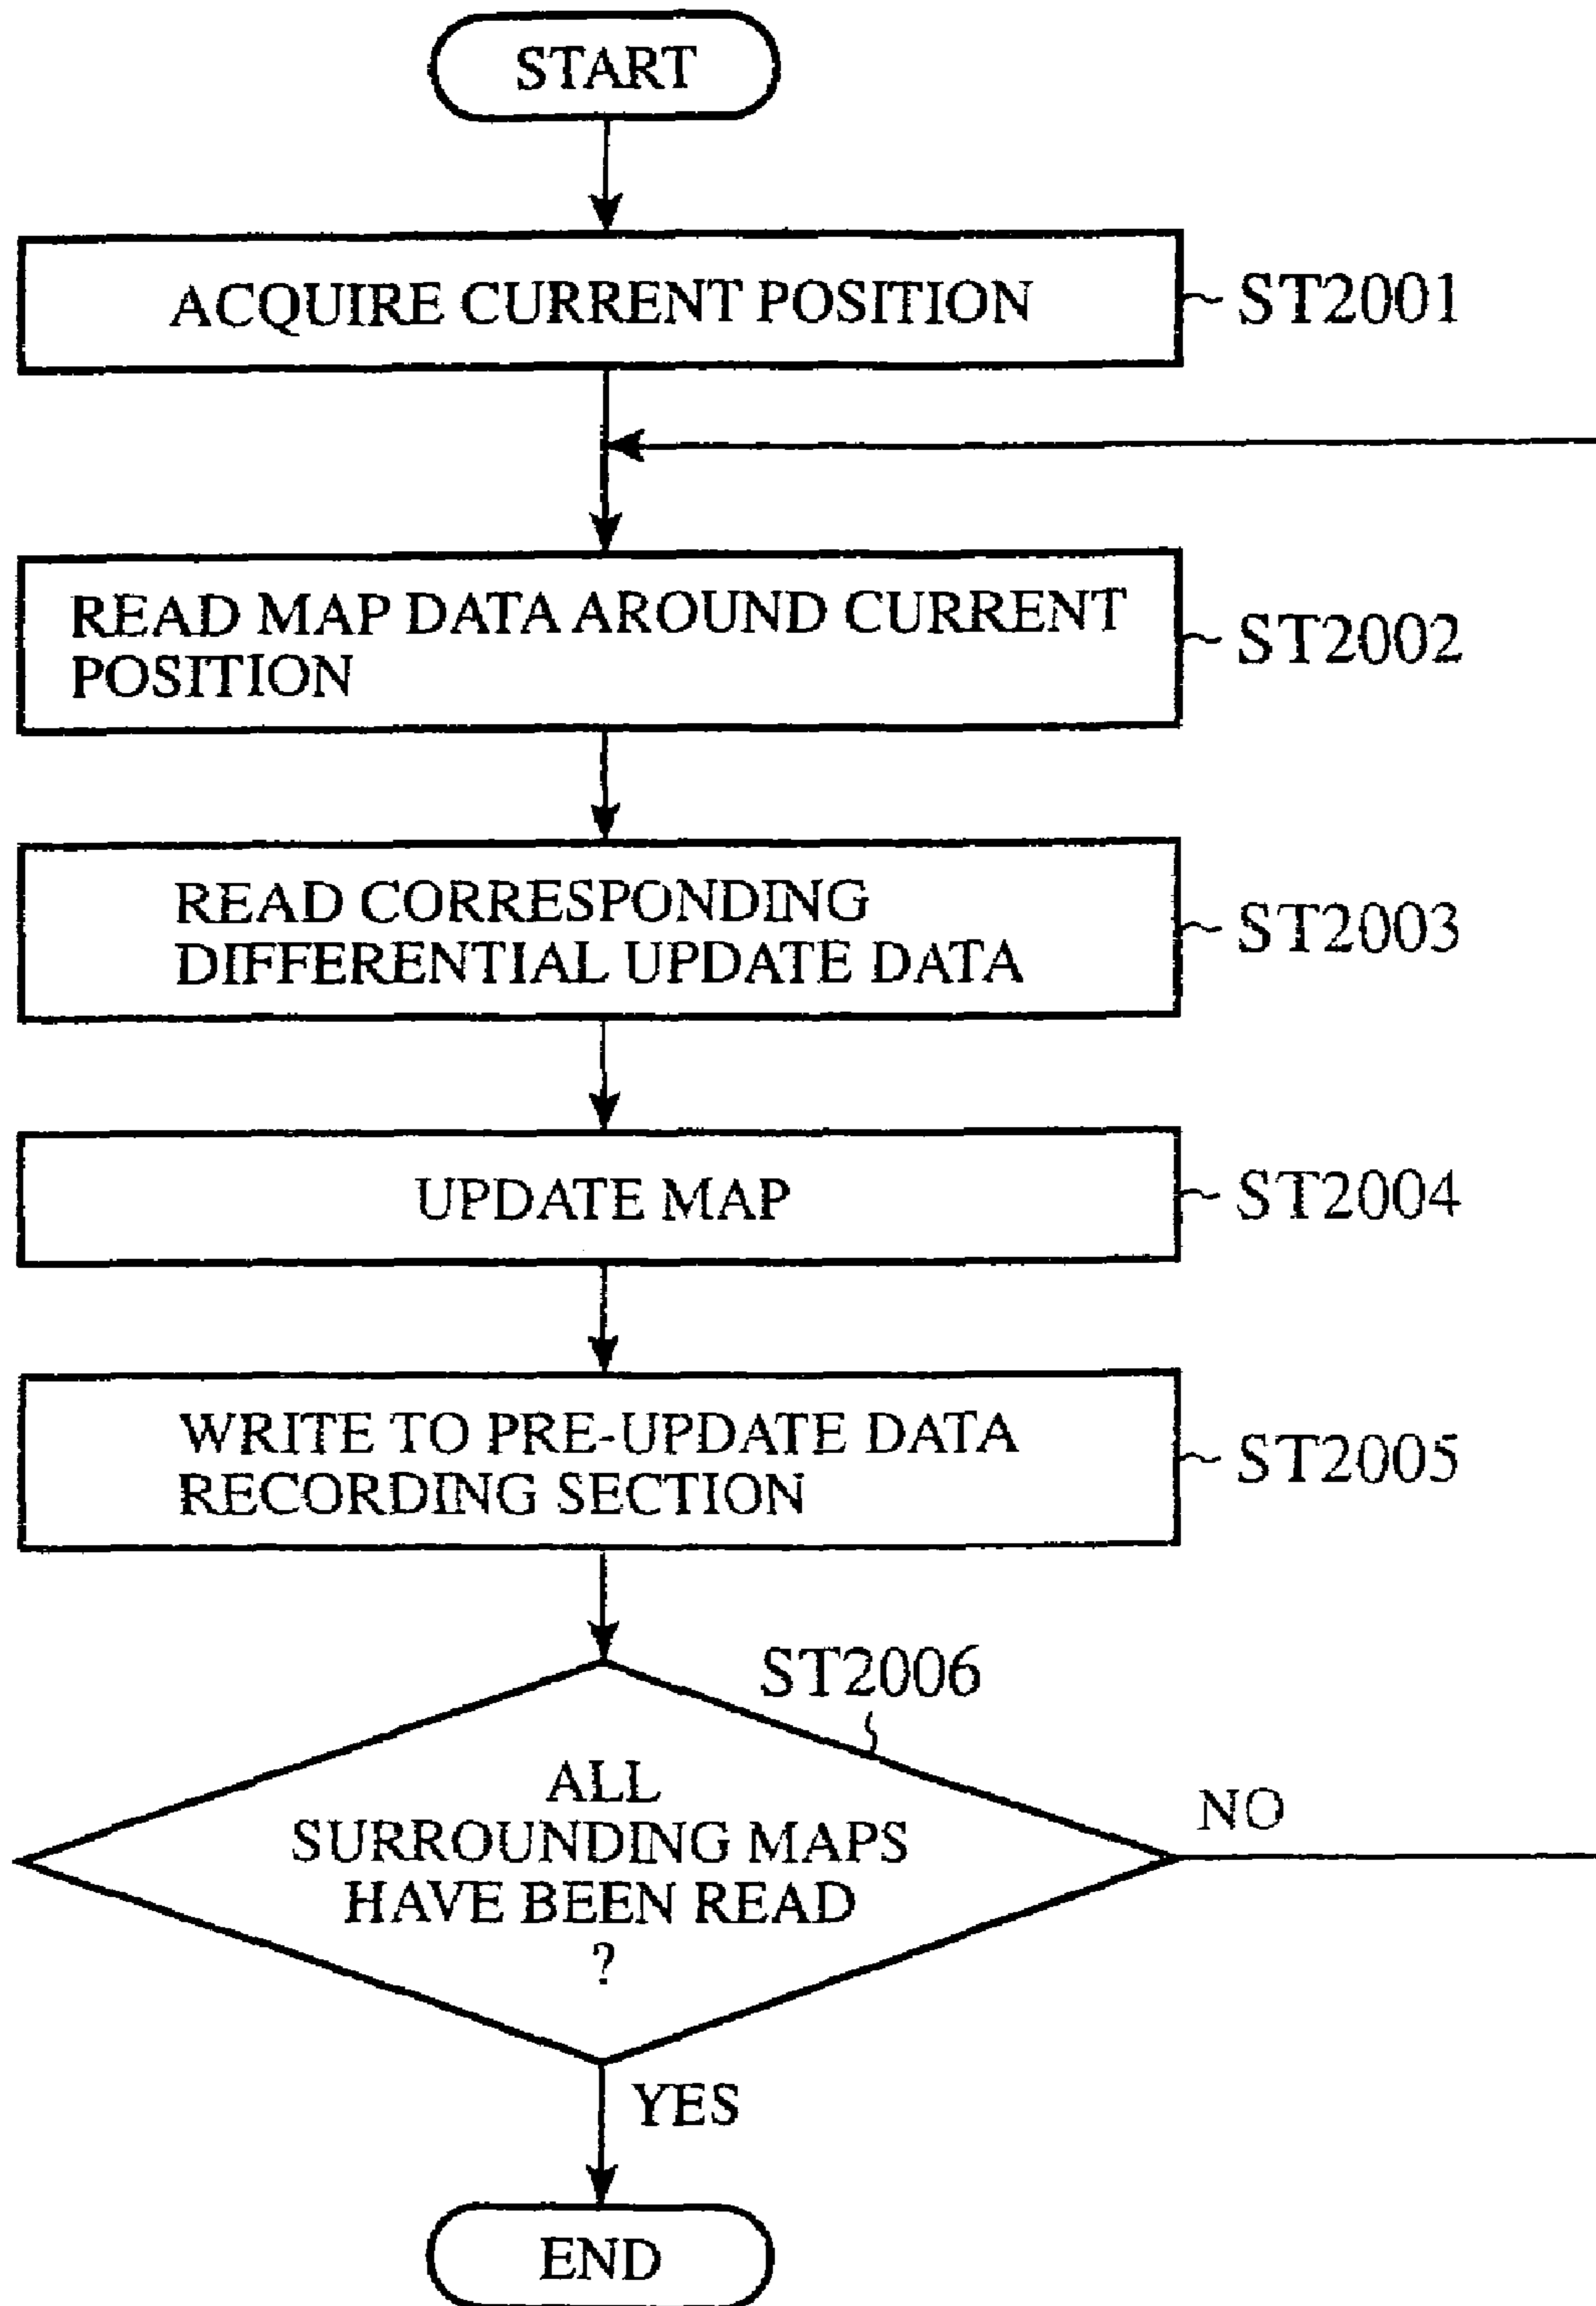 START
ACQUIRE CURRENT POSITION
ST2001
READ MAP DATA AROUND CURRENT
POSITION
ST2002
READ CORRESPONDING
DIFFERENTIAL UPDATE DATA
ST2003
UPDATE MAP
ST2004
WRITE TO PRE-UPDATE DATA
RECORDING SECTION
ST2005
ST2006
ALL
SURROUNDING MAPS
HAVE BEEN READ
?
NO
YES
END